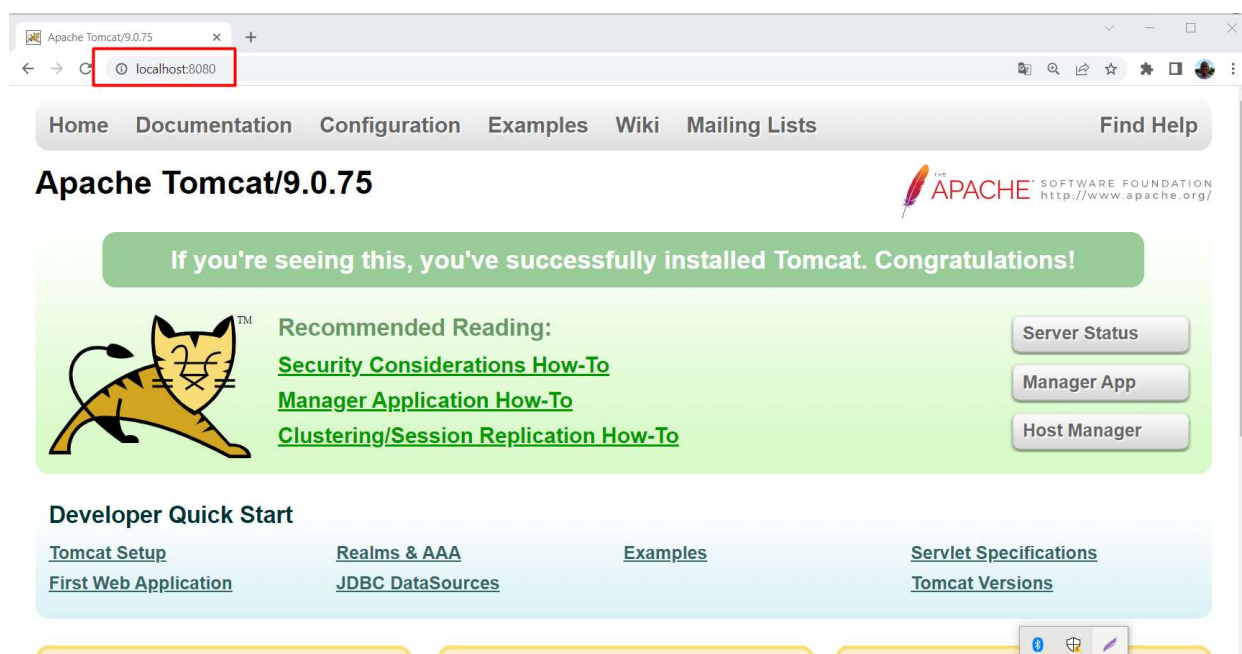 Apache Tomcat/9.0.75
localhost:8080
Home Documentation Configuration Examples Wiki Mailing Lists Find Help
Apache Tomcat/9.0.75
THE
APACHE SOFTWARE FOUNDATION
http://www.apache.org/
If you're seeing this, you've successfully installed Tomcat. Congratulations!
TM
Recommended Reading:
Security Considerations How-To
Manager Application How-To
Clustering/Session Replication How-To
Server Status
Manager App
Host Manager
Developer Quick Start
Tomcat Setup
First Web Application
Realms & AAA
JDBC DataSources
Examples
Servlet Specifications
Tomcat Versions